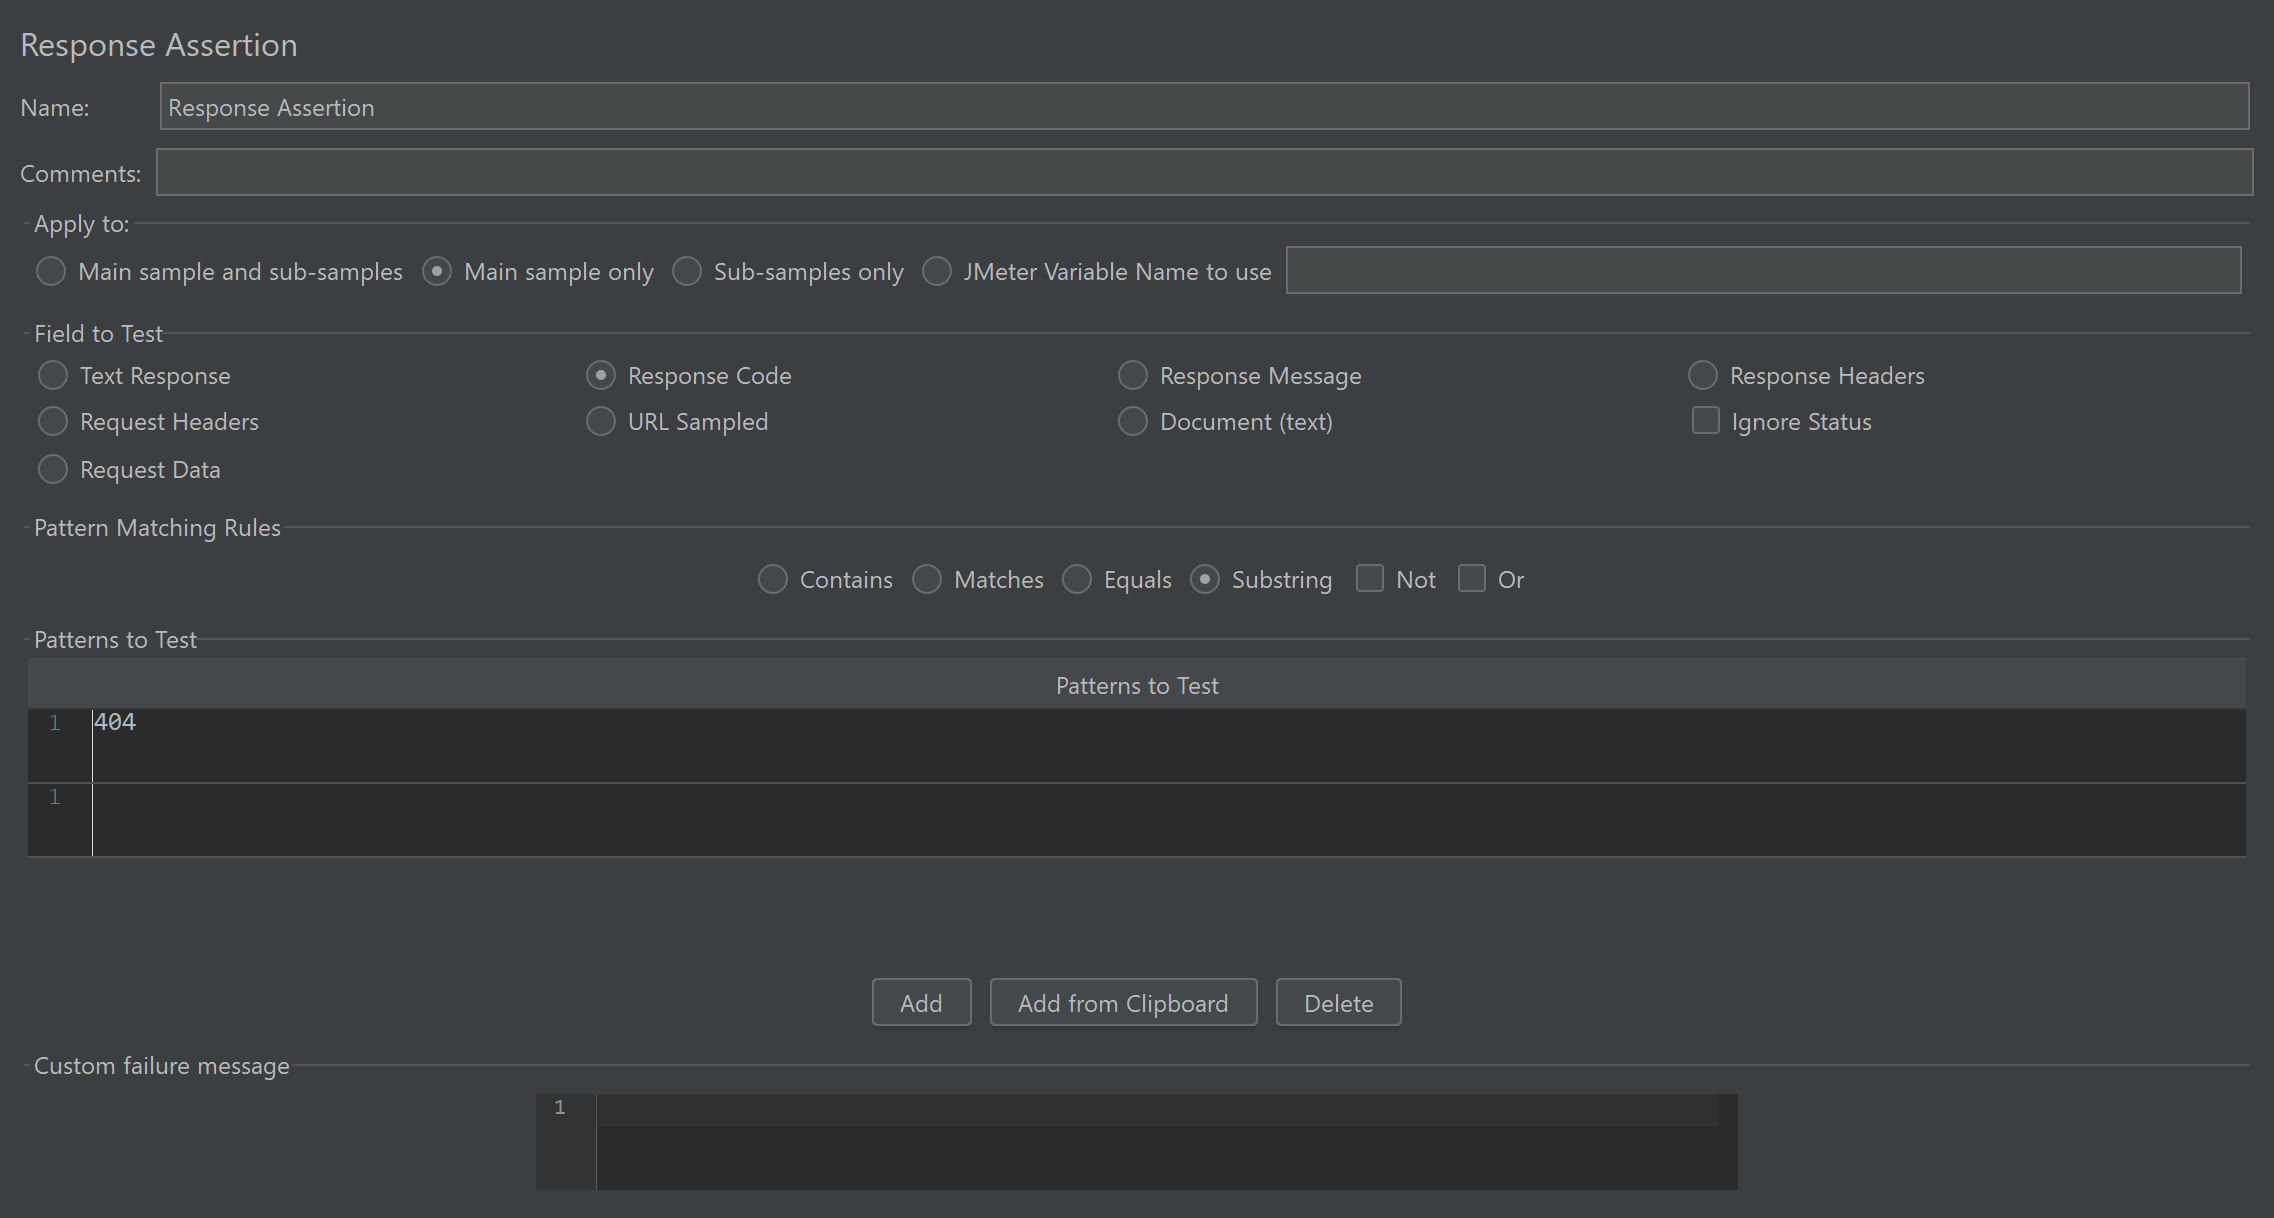 Response Assertion
Name: Response Assertion
Comments:
Apply to:
Main sample and sub-samples Main sample only Sub-samples only JMeter Variable Name to use
Field to Test
Text Response Response Code Response Message Response Headers
Request Headers URL Sampled Document (text) Ignore Status
Request Data
Pattern Matching Rules
Contains Matches Equals Substring Not Or
Patterns to Test
Patterns to Test
1 404
1
Add Add from Clipboard Delete
Custom failure message
1